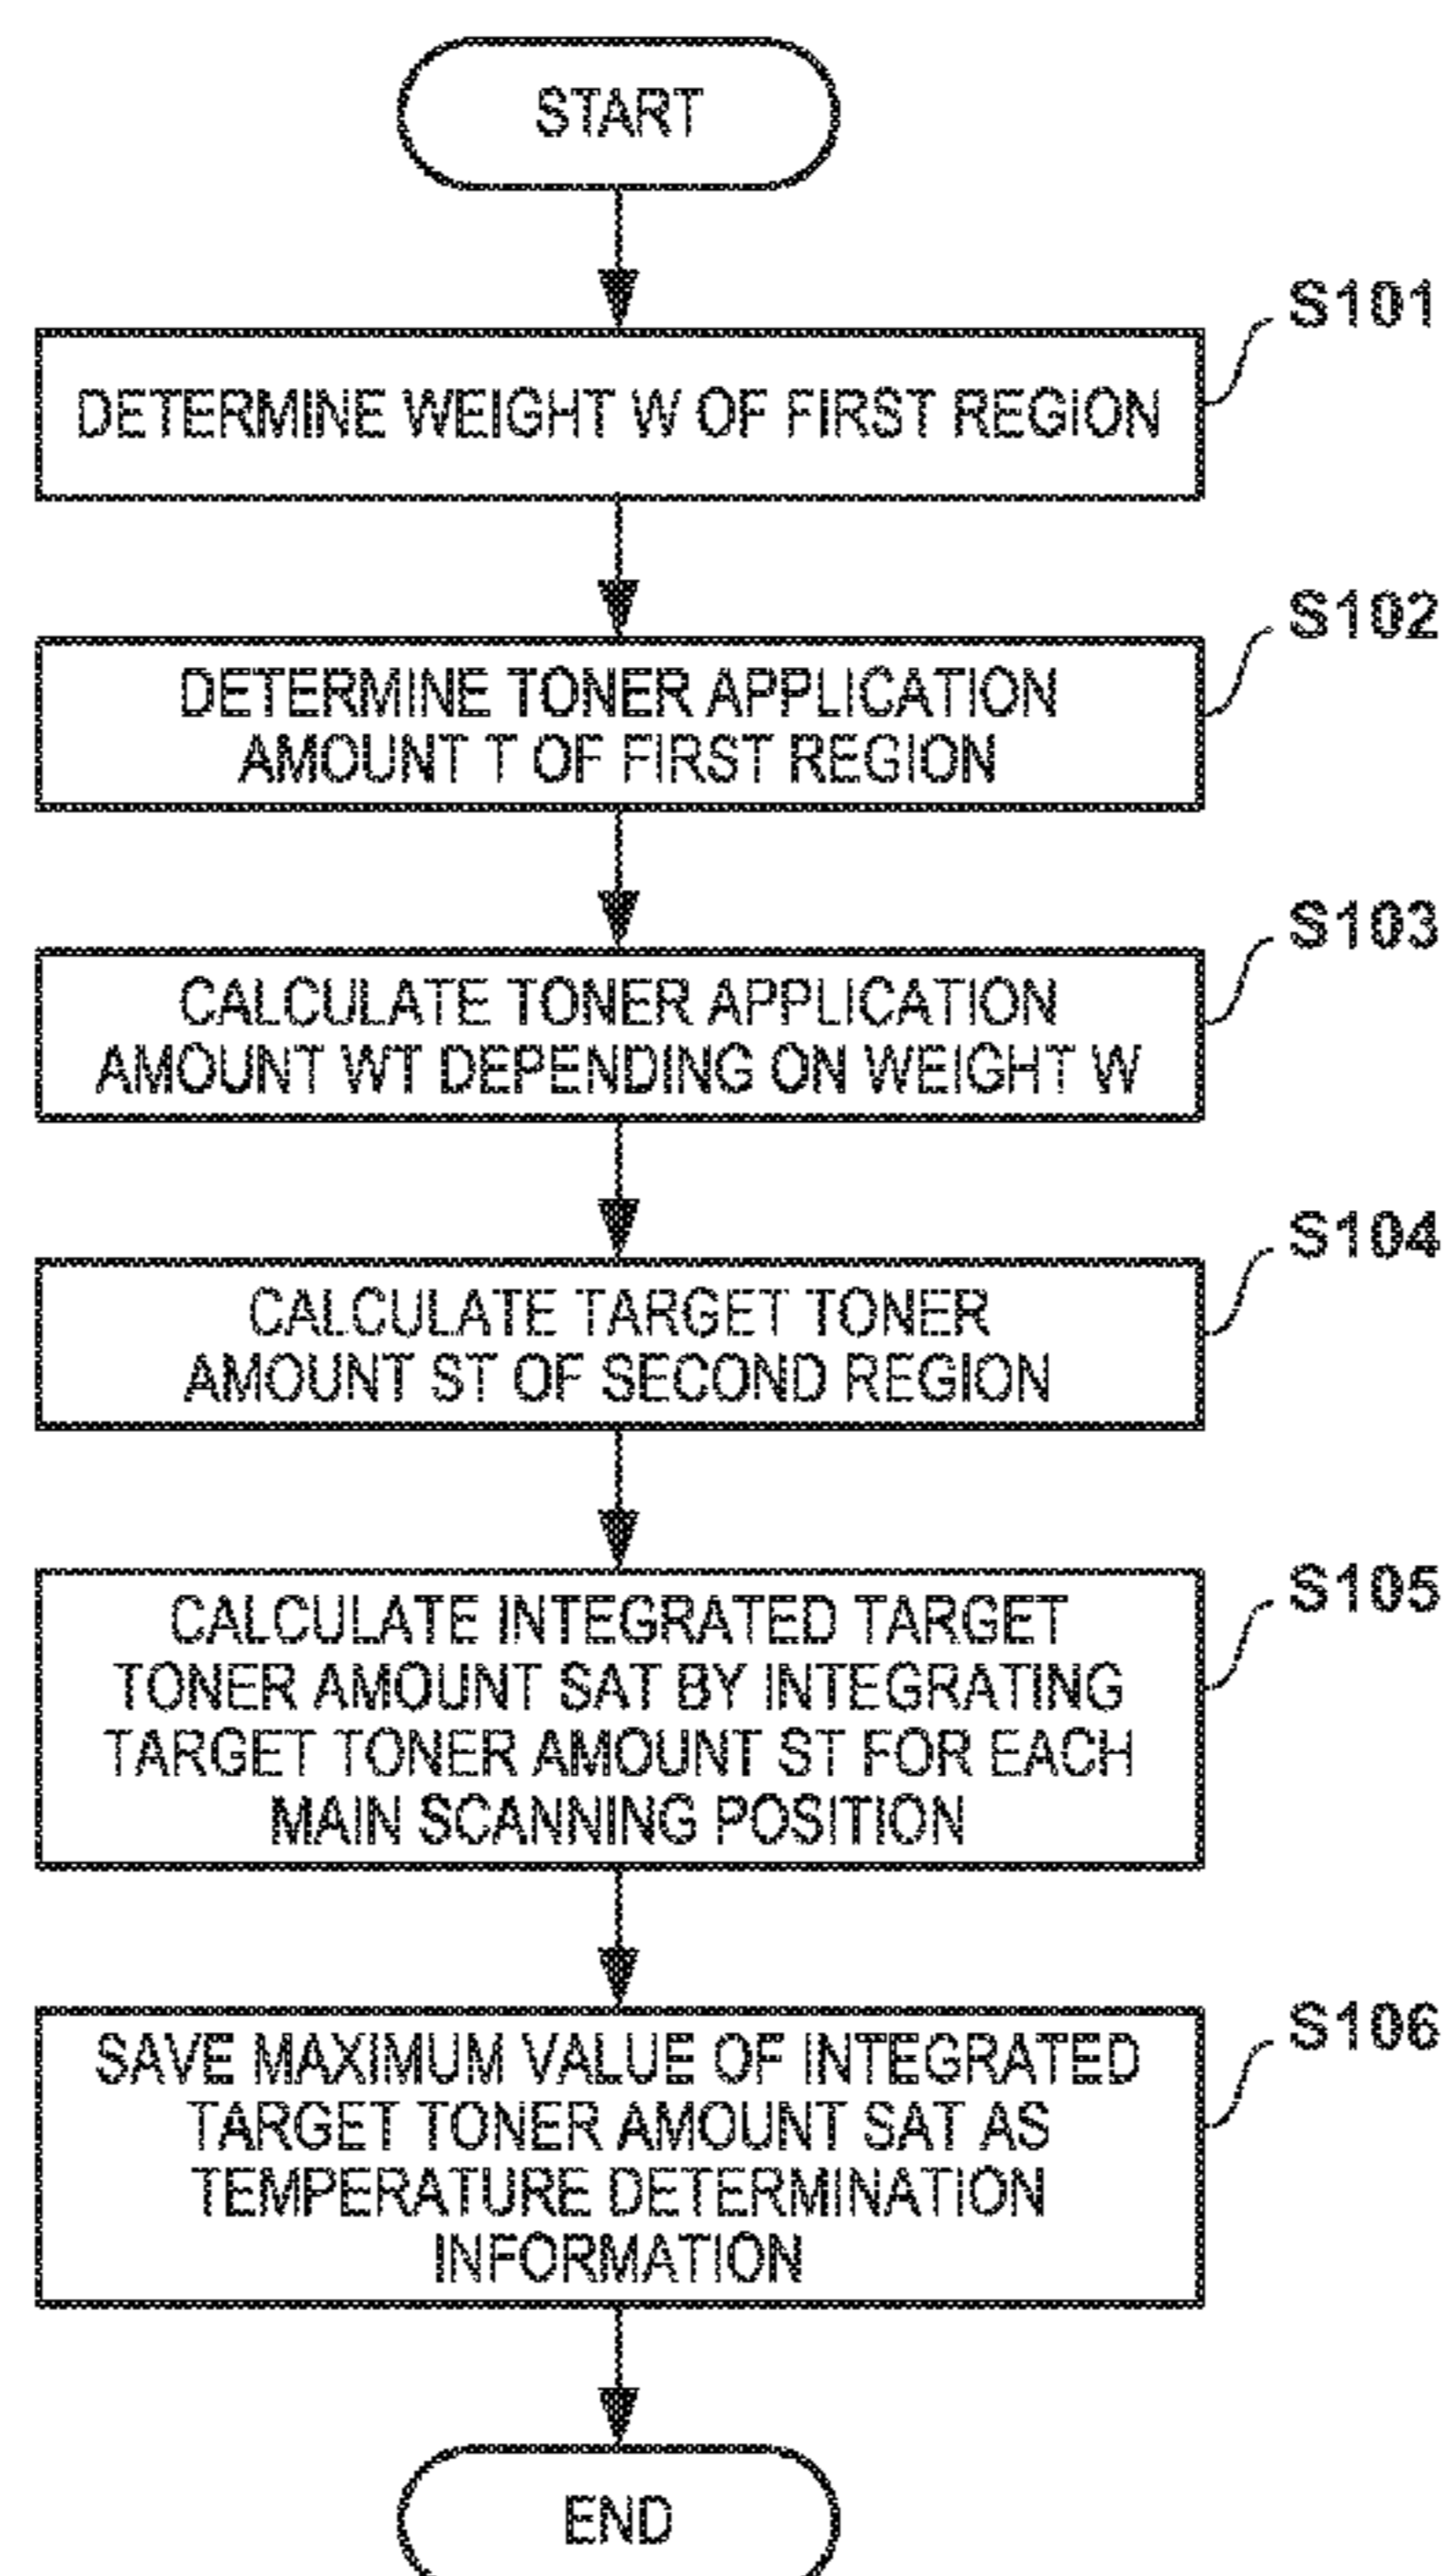 START
S101
DETERMINE WEIGHT W OF FIRST REGION
S102
DETERMINE TONER APPLICATION
AMOUNT T OF FIRST REGION
S103
CALCULATE TONER APPLICATION
AMOUNT WT DEPENDING ON WEIGHT W
S104
CALCULATE TARGET TONER
AMOUNT ST OF SECOND REGION
S105
CALCULATE INTEGRATED TARGET
TONER AMOUNT SAT BY INTEGRATING
TARGET TONER AMOUNT ST FOR EACH
MAIN SCANNING POSITION
S106
SAVE MAXIMUM VALUE OF INTEGRATED
TARGET TONER AMOUNT SAT AS
TEMPERATURE DETERMINATION
INFORMATION
END